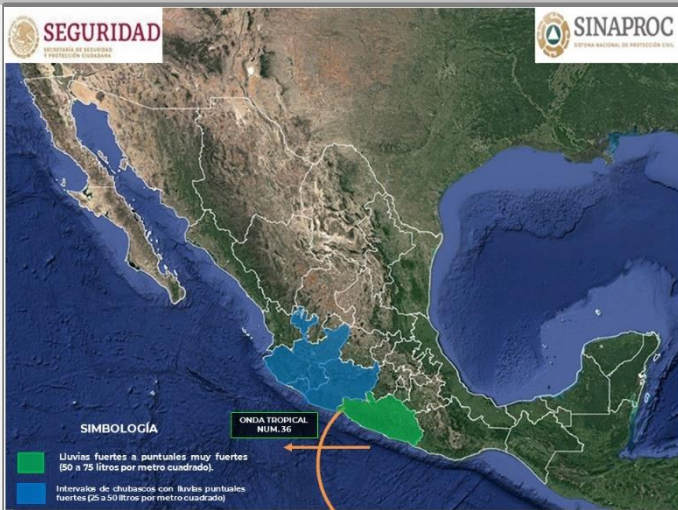 SEGURIDAD
SECRETARÍA DE SEGURIDAD
Y PROTECCIÓN CIUDADANA
SINAPROC
SISTEMA NACIONAL DE PROTECCIÓN CIVIL
ONDA TROPICAL
NUM. 36
SIMBOLOGÍA
Lluvias fuertes a puntuales muy fuertes
(50 a 75 litros por metro cuadrado).
Intervalos de chubascos con lluvias puntuales
fuertes (25 a 50 litros por metro cuadrado)